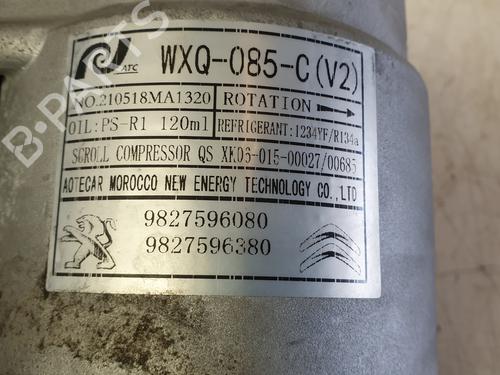 ATC
WXQ-085-C(V2)
NO.210518MA1320 ROTATION
OIL:PS-R1 120ml REFRIGERANT:1234YF/R134a
SCROLL COMPRESSOR QS XK06-015-00027/00685
AOTECAR MOROCCO NEW ENERGY TECHNOLOGY CO.,LTD
9827596080
9827596380
B-PARTS